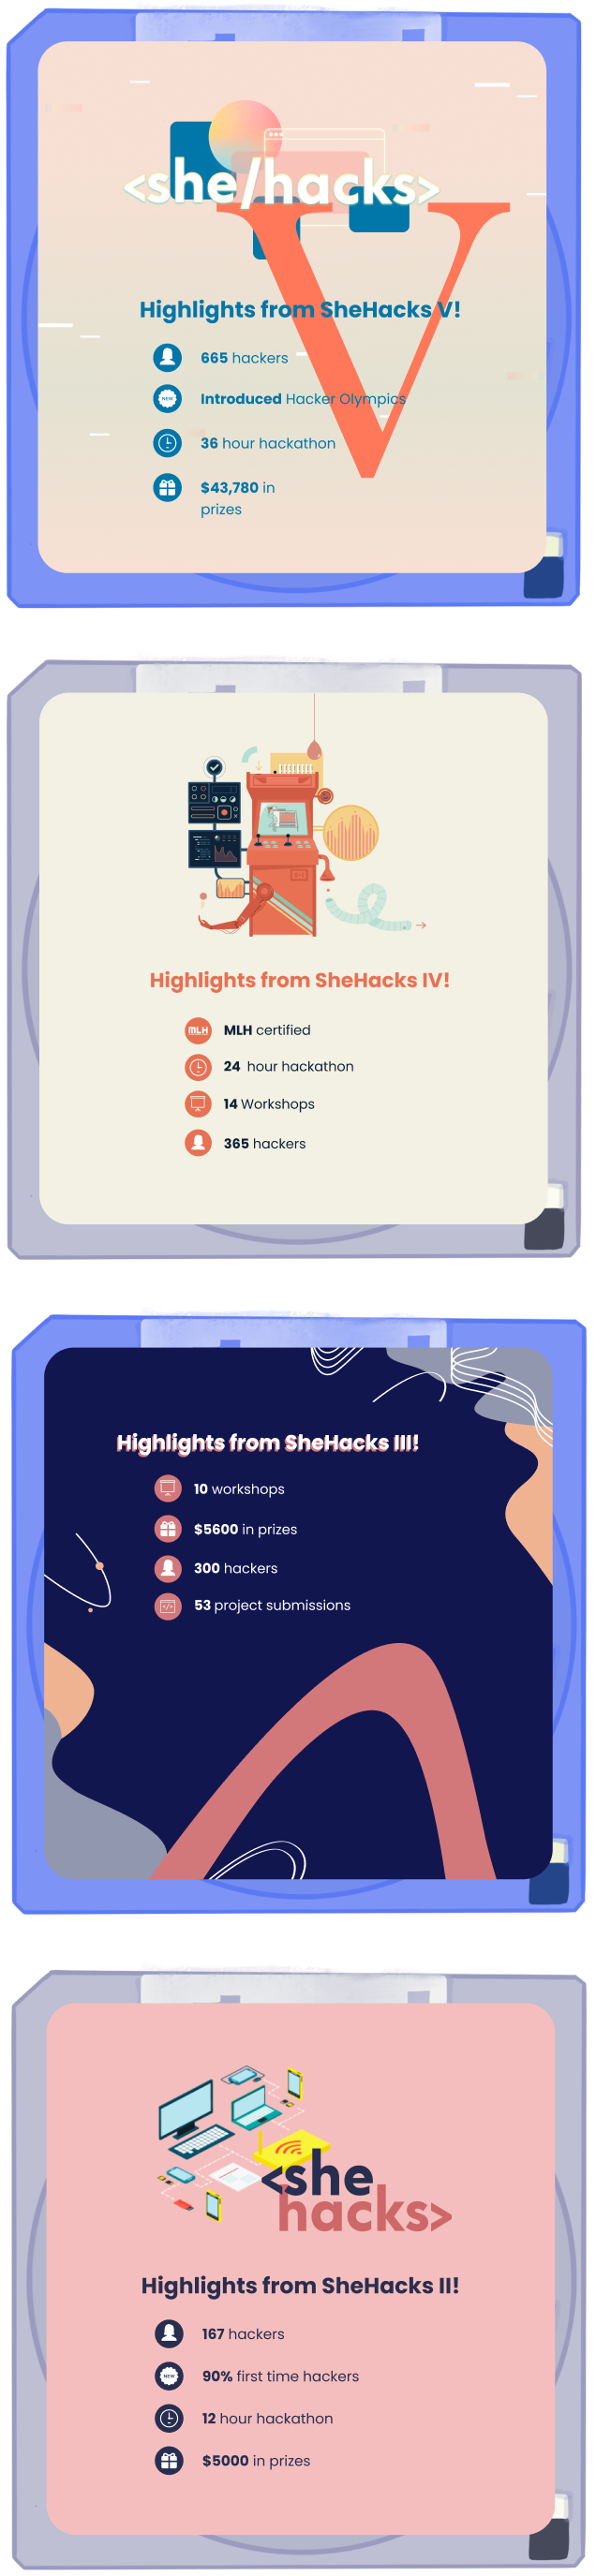 <she/hacks>
V
Highlights from SheHacks V!
665 hackers
NEW
Introduced Hacker Olympics
36 hour hackathon
$43,780 in
prizes
Highlights from SheHacks IV!
MLH
MLH certified
24 hour hackathon
14 Workshops
365 hackers
Highlights from SheHacks III!
10 workshops
$5600 in prizes
300 hackers
</>
53 project submissions
<she
hacks>
Highlights from SheHacks II!
167 hackers
NEW
90% first time hackers
12 hour hackathon
$5000 in prizes